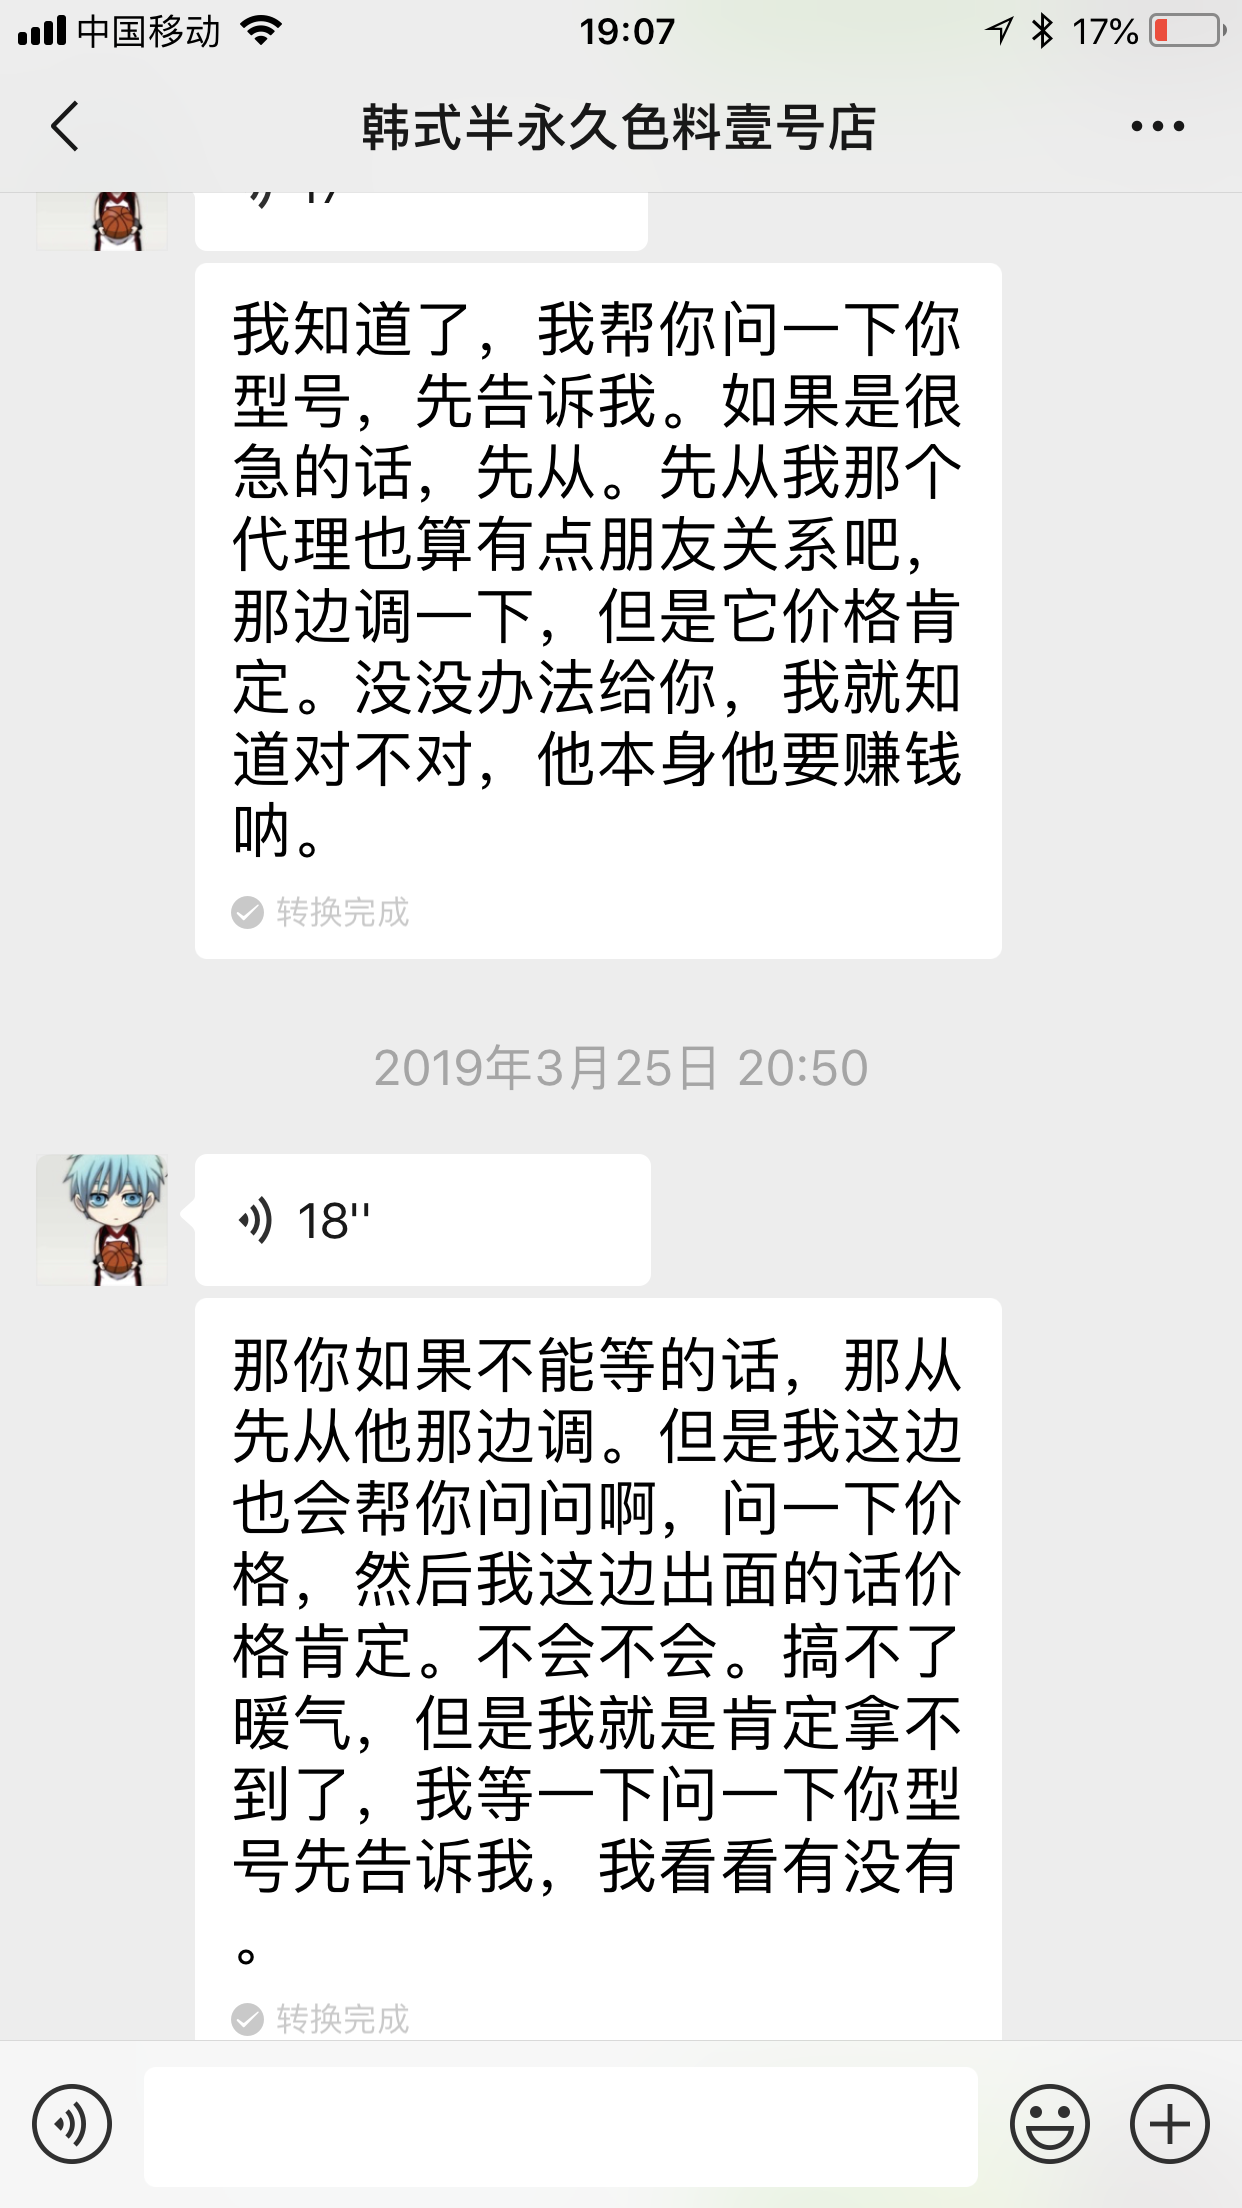 中国移动 19:07 17%
韩式半永久色料壹号店
17
我知道了，我帮你问一下你
型号，先告诉我。如果是很
急的话，先从。先从我那个
代理也算有点朋友关系吧，
那边调一下，但是它价格肯
定。没没办法给你，我就知
道对不对，他本身他要赚钱
呐。
转换完成
2019年3月25日 20:50
18"
那你如果不能等的话，那从
先从他那边调。但是我这边
也会帮你问问啊，问一下价
格，然后我这边出面的话价
格肯定。不会不会。搞不了
暖气，但是我就是肯定拿不
到了，我等一下问一下你型
号先告诉我，我看看有没有
。
转换完成